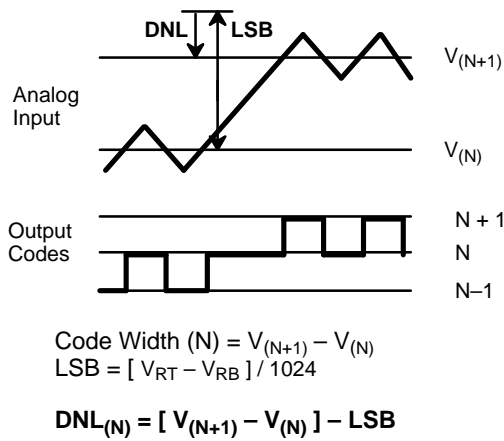 DNL LSB
V(N+1)
Analog
Input
V(N)
N + 1
Output
Codes
N
N–1
Code Width (N) = V(N+1) – V(N)
LSB = [ VRT – VRB ] / 1024
DNL(N) = [ V(N+1) – V(N) ] – LSB